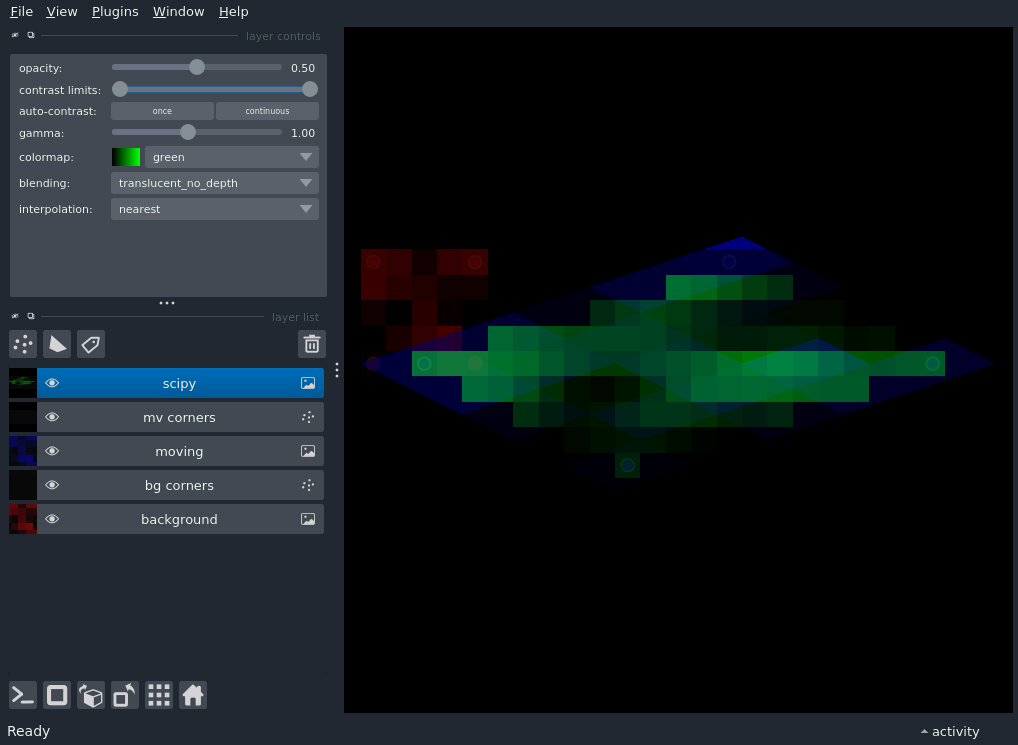 File View Plugins Window Help
layer controls
opacity: 0.50
contrast limits:
auto-contrast: once continuous
gamma: 1.00
colormap: green
blending: translucent_no_depth
interpolation: nearest
layer list
scipy
mv corners
moving
bg corners
background
Ready
activity